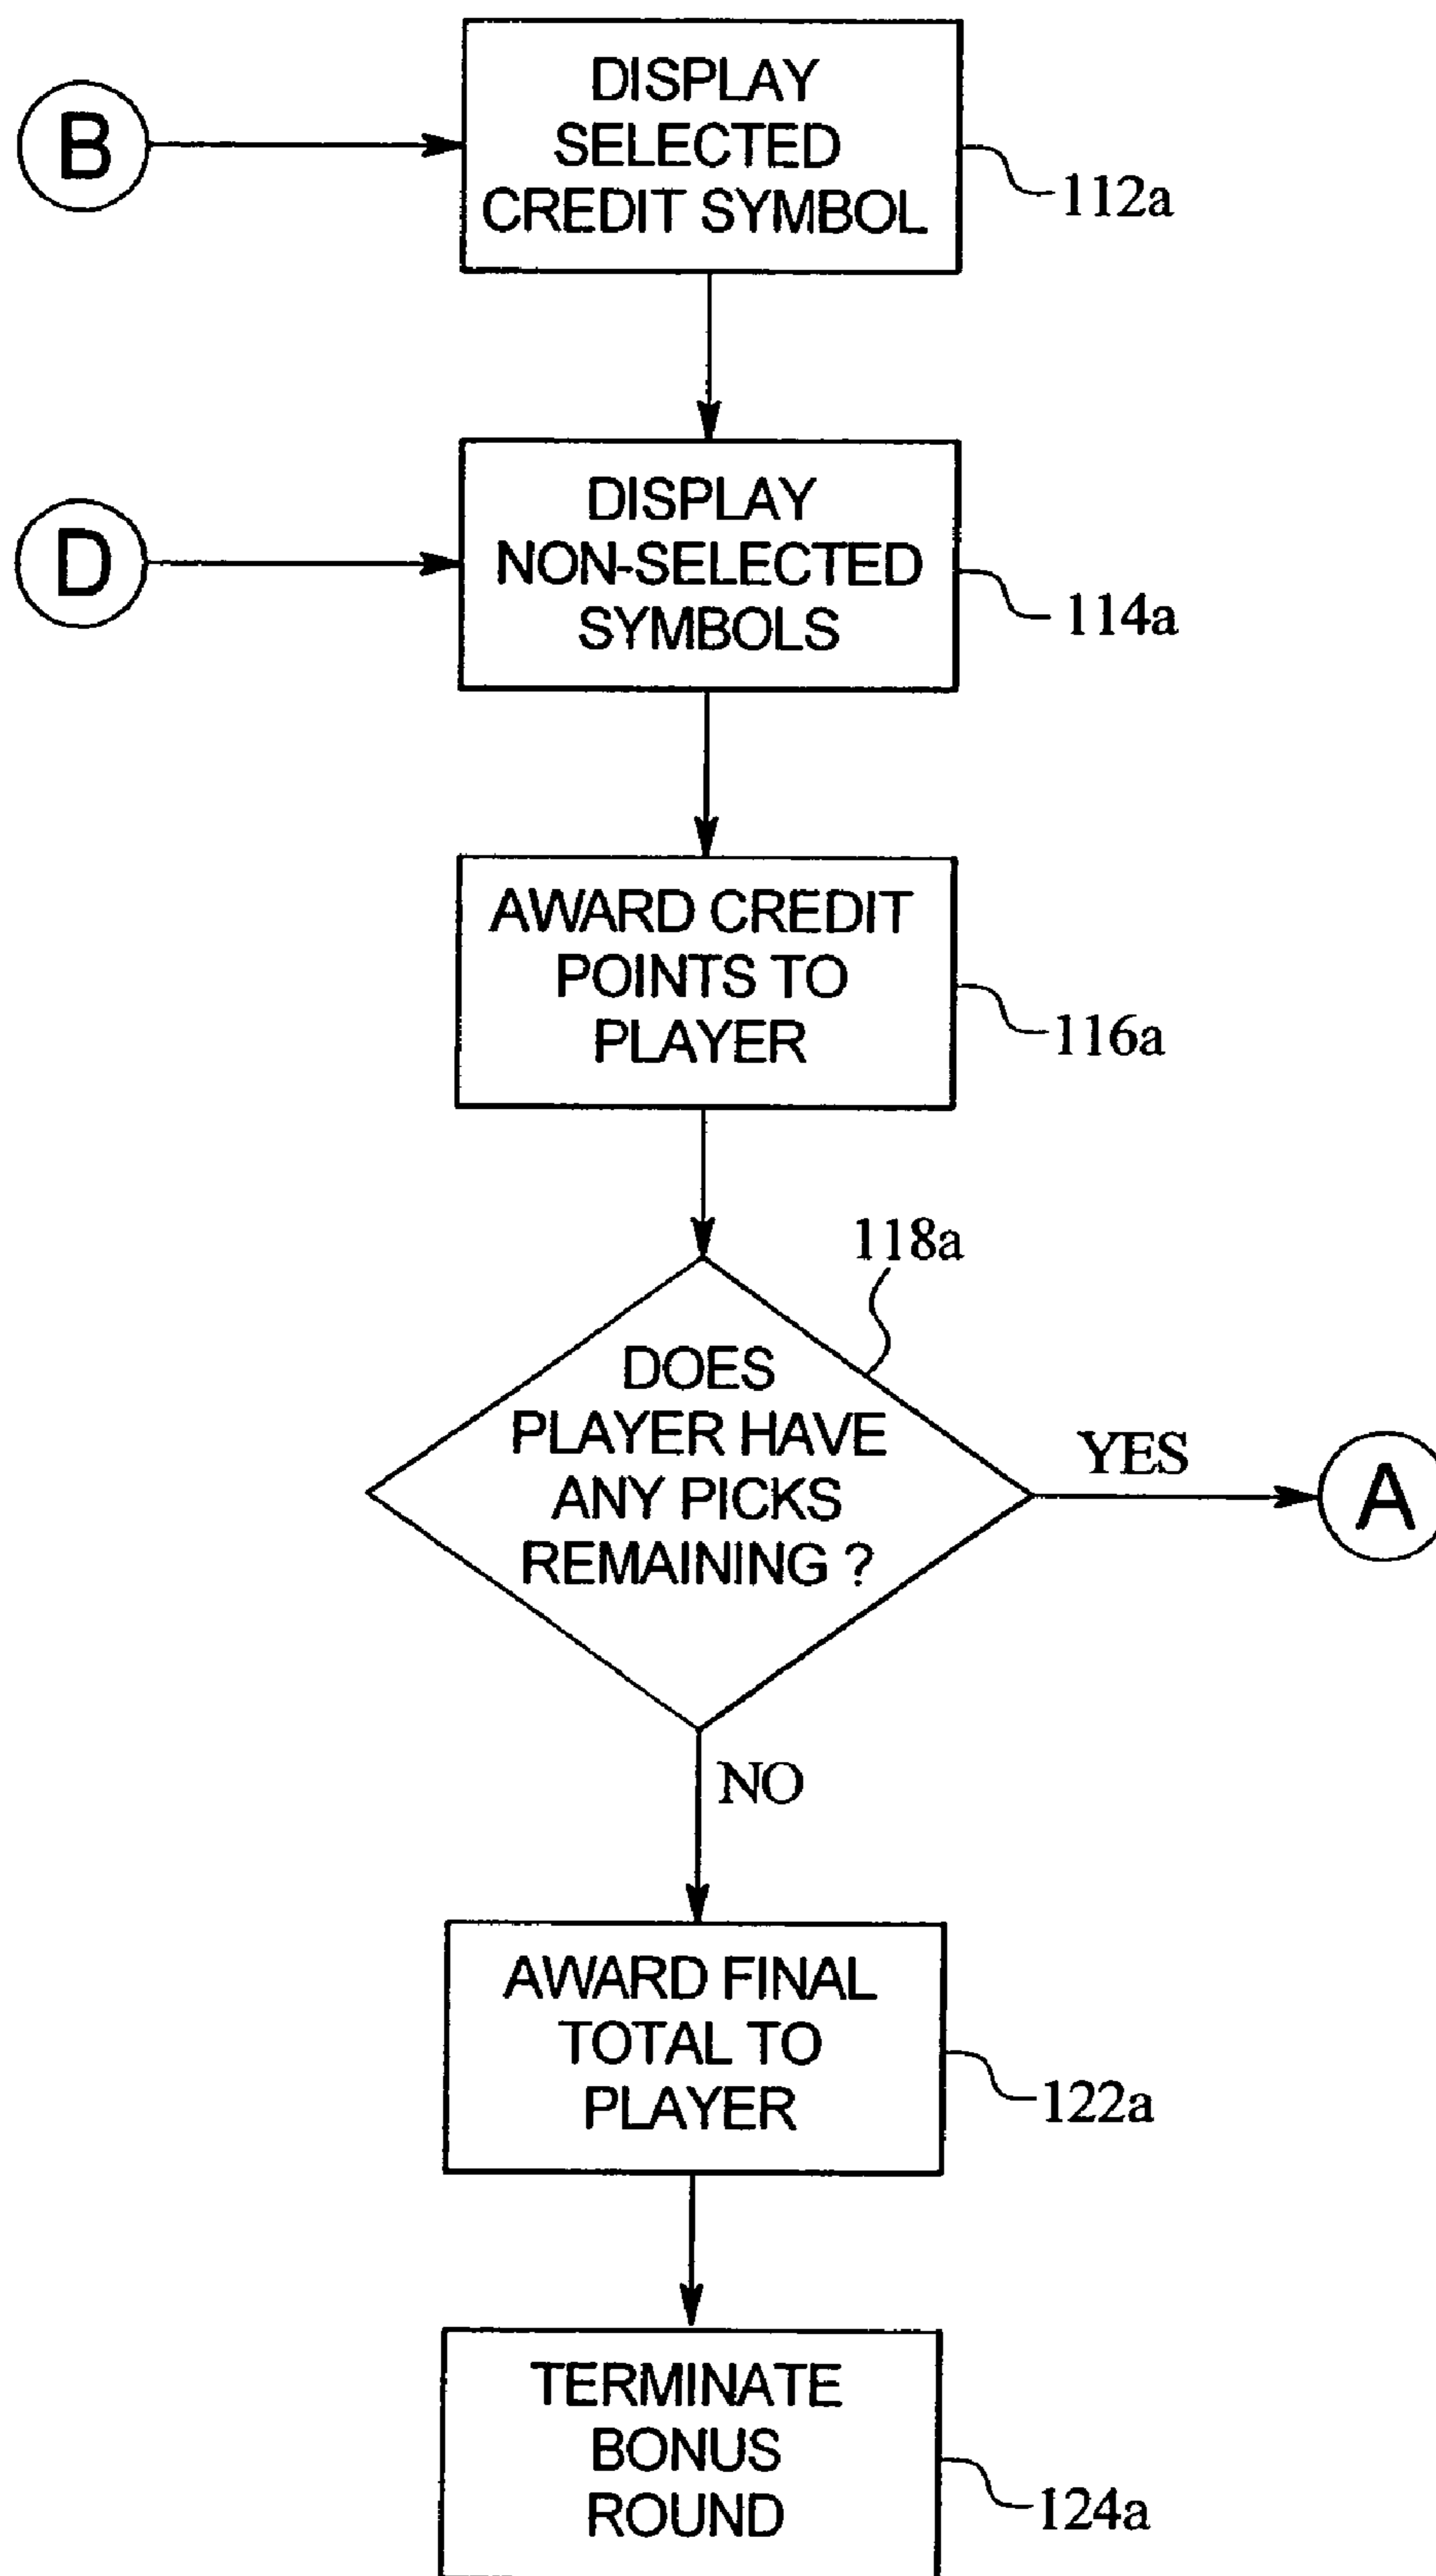 B
DISPLAY
SELECTED
CREDIT SYMBOL
112a
D
DISPLAY
NON-SELECTED
SYMBOLS
114a
AWARD CREDIT
POINTS TO
PLAYER
116a
118a
DOES
PLAYER HAVE
ANY PICKS
REMAINING ?
YES
A
NO
AWARD FINAL
TOTAL TO
PLAYER
122a
TERMINATE
BONUS
ROUND
124a